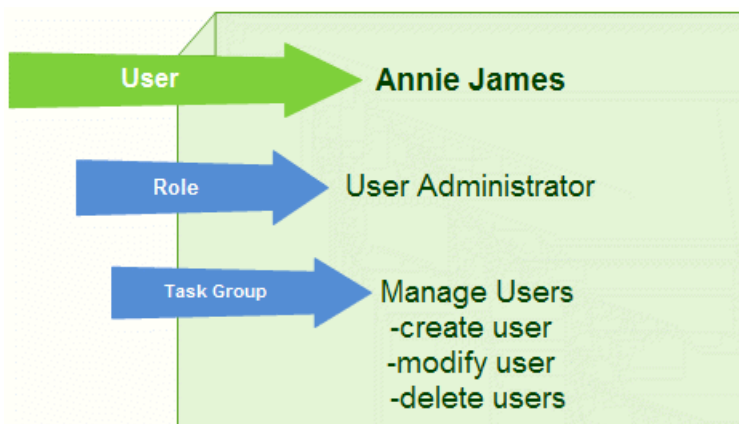 User
Annie James
Role
User Administrator
Task Group
Manage Users
-create user
-modify user
-delete users